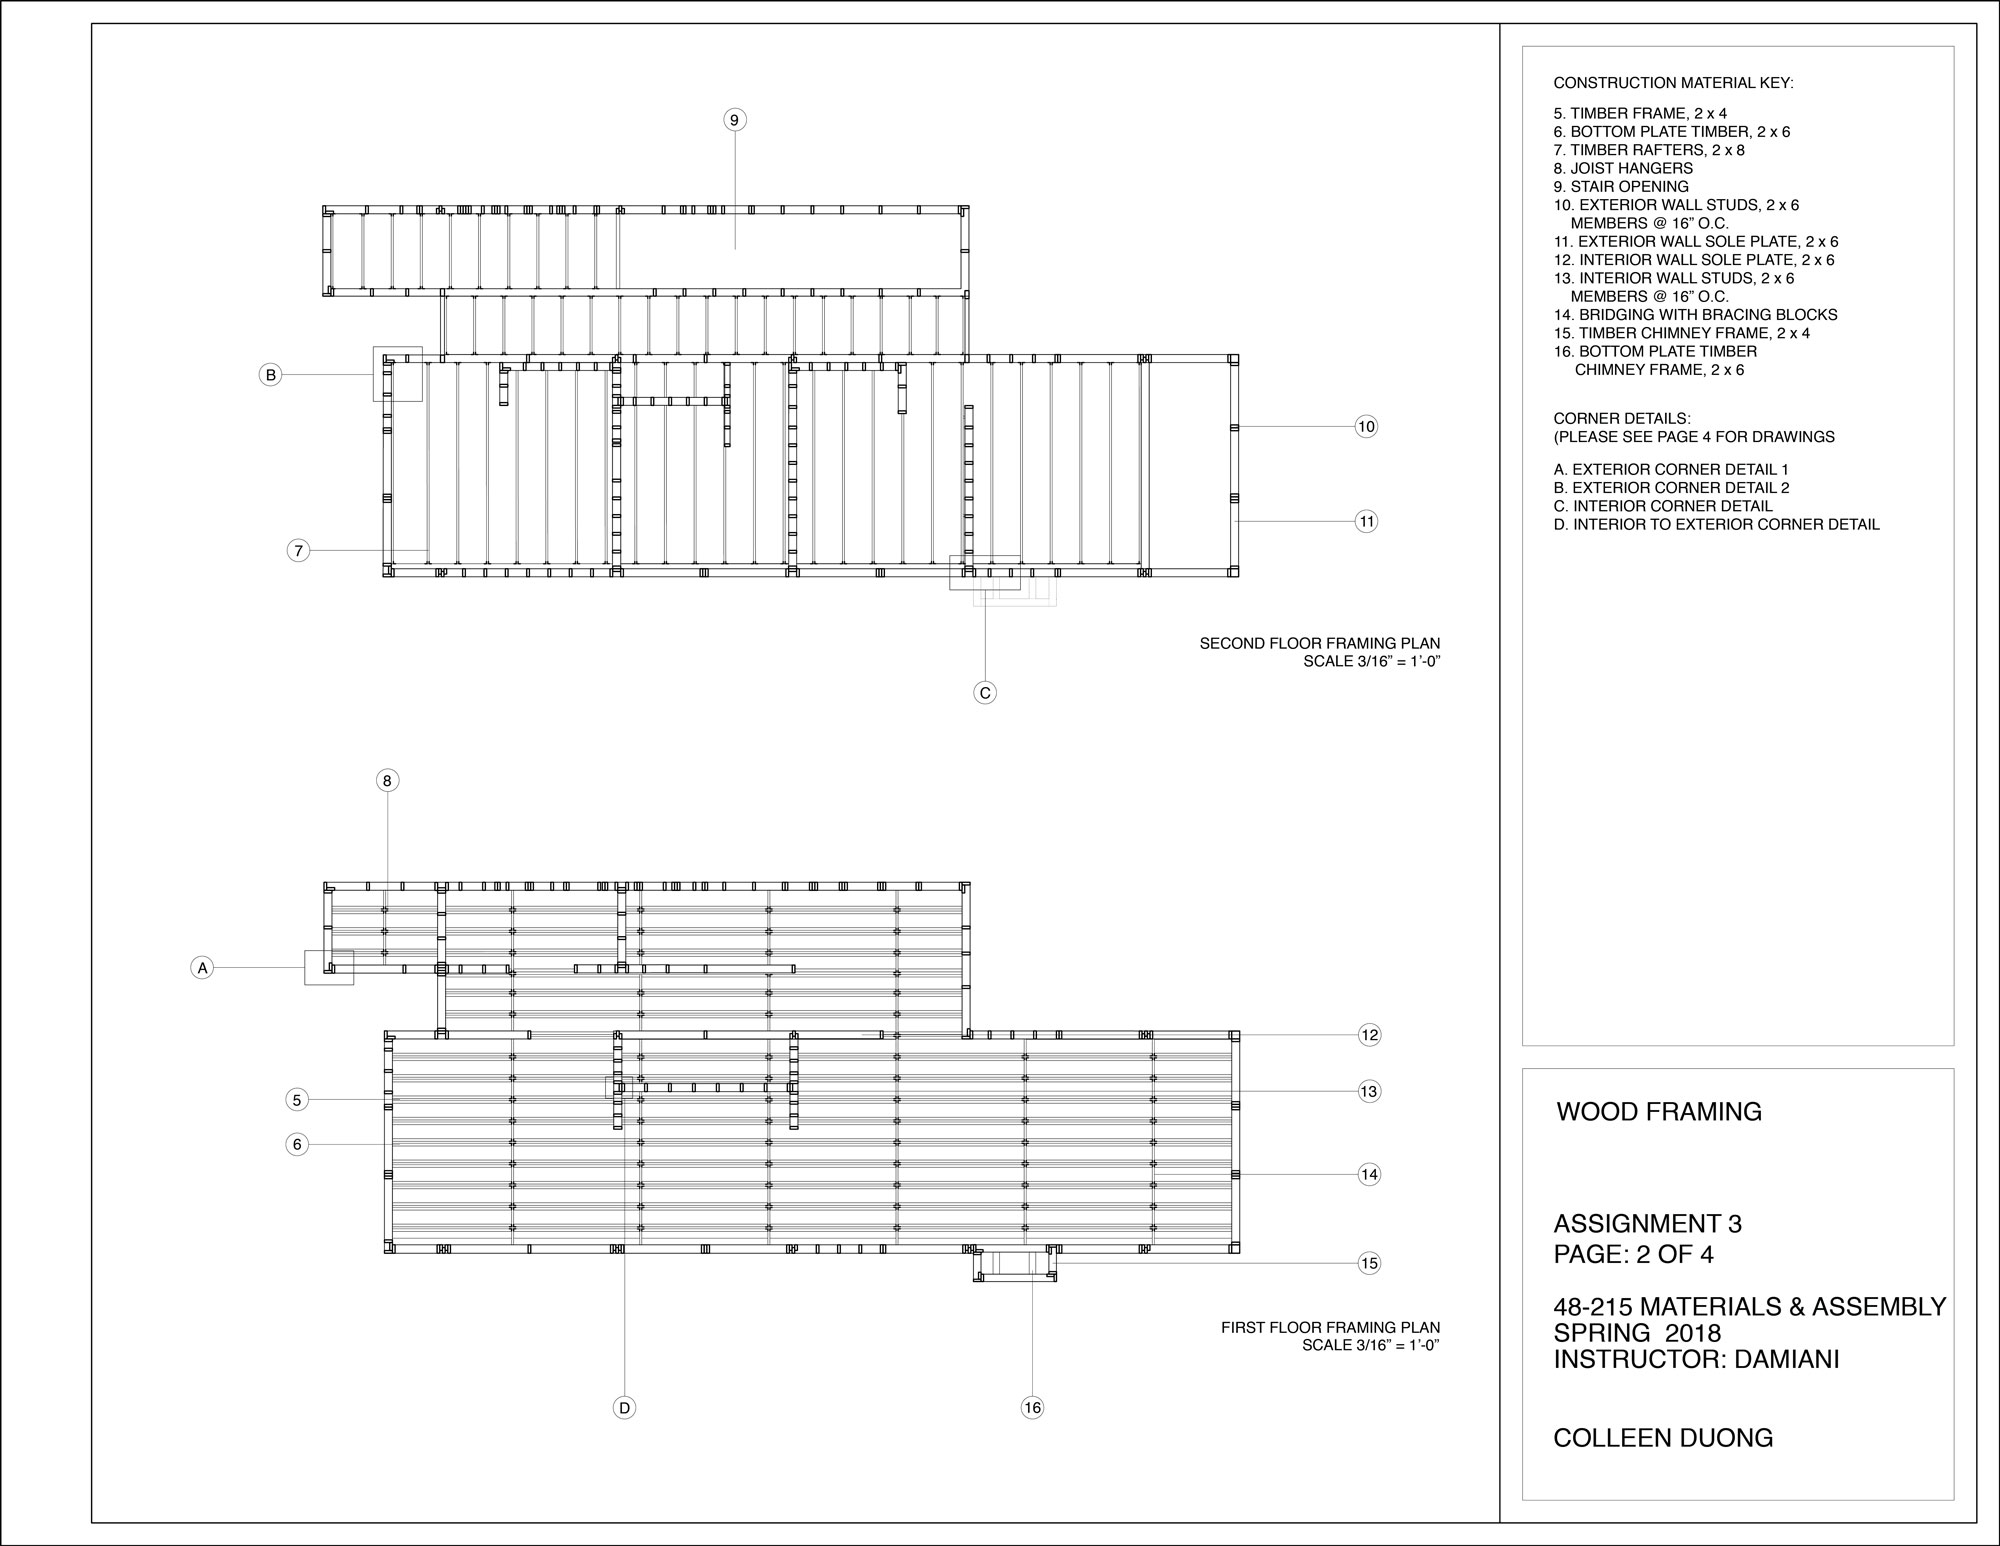 9
B
10
11
7
SECOND FLOOR FRAMING PLAN
SCALE 3/16” = 1’-0”
C
8
A
12
13
5
6
14
15
FIRST FLOOR FRAMING PLAN
SCALE 3/16” = 1’-0”
D
16
CONSTRUCTION MATERIAL KEY:
5. TIMBER FRAME, 2 x 4
6. BOTTOM PLATE TIMBER, 2 x 6
7. TIMBER RAFTERS, 2 x 8
8. JOIST HANGERS
9. STAIR OPENING
10. EXTERIOR WALL STUDS, 2 x 6
MEMBERS @ 16” O.C.
11. EXTERIOR WALL SOLE PLATE, 2 x 6
12. INTERIOR WALL SOLE PLATE, 2 x 6
13. INTERIOR WALL STUDS, 2 x 6
MEMBERS @ 16” O.C.
14. BRIDGING WITH BRACING BLOCKS
15. TIMBER CHIMNEY FRAME, 2 x 4
16. BOTTOM PLATE TIMBER
CHIMNEY FRAME, 2 x 6
CORNER DETAILS:
(PLEASE SEE PAGE 4 FOR DRAWINGS
A. EXTERIOR CORNER DETAIL 1
B. EXTERIOR CORNER DETAIL 2
C. INTERIOR CORNER DETAIL
D. INTERIOR TO EXTERIOR CORNER DETAIL
WOOD FRAMING
ASSIGNMENT 3
PAGE: 2 OF 4
48-215 MATERIALS & ASSEMBLY
SPRING 2018
INSTRUCTOR: DAMIANI
COLLEEN DUONG